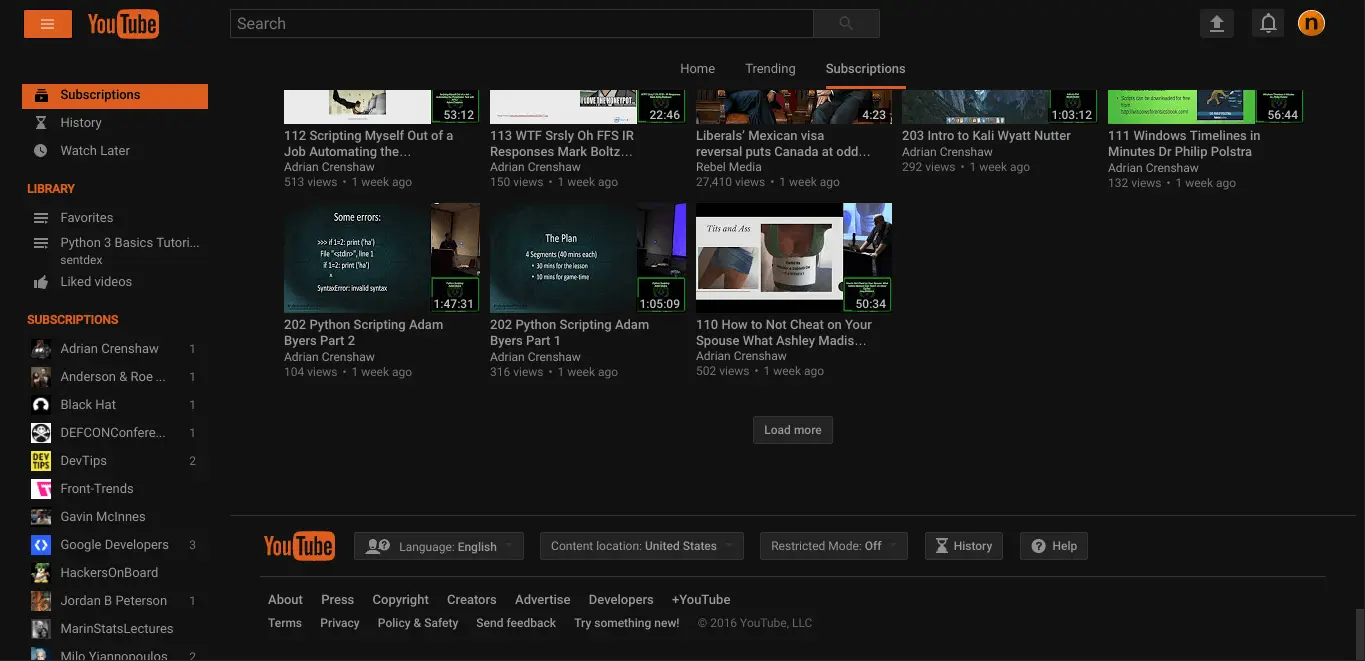 YouTube
Search
n
Home Trending Subscriptions
Subscriptions
History
Watch Later
LIBRARY
Favorites
Python 3 Basics Tutori...
sentdex
Liked videos
SUBSCRIPTIONS
Adrian Crenshaw 1
Anderson & Roe ... 1
Black Hat 1
DEFCONConfere... 1
DEV
TIPS
DevTips 2
Front-Trends
Gavin McInnes
Google Developers 3
HackersOnBoard
Jordan B Peterson 1
MarinStatsLectures
Milo Yiannopoulos 2
53:12
112 Scripting Myself Out of a
Job Automating the…
Adrian Crenshaw
513 views • 1 week ago
I LOVE THE MONEYPOT...
22:46
113 WTF Srsly Oh FFS IR
Responses Mark Boltz…
Adrian Crenshaw
150 views • 1 week ago
4:23
Liberals’ Mexican visa
reversal puts Canada at odd…
Rebel Media
27,410 views • 1 week ago
1:03:12
203 Intro to Kali Wyatt Nutter
Adrian Crenshaw
292 views • 1 week ago
• Scripts can be downloaded for free
from
56:44
111 Windows Timelines in
Minutes Dr Philip Polstra
Adrian Crenshaw
132 views • 1 week ago
Some errors:
>>> if 1=2: print ('ha')
File "<stdin>", line 1
if 1=2: print ('ha')
^
SyntaxError: invalid syntax
1:47:31
202 Python Scripting Adam
Byers Part 2
Adrian Crenshaw
104 views • 1 week ago
The Plan
4 Segments (40 mins each)
• 30 mins for the lesson
• 10 mins for game-time
1:05:09
202 Python Scripting Adam
Byers Part 1
Adrian Crenshaw
316 views • 1 week ago
Tits and Ass
50:34
110 How to Not Cheat on Your
Spouse What Ashley Madis…
Adrian Crenshaw
502 views • 1 week ago
Load more
YouTube
Language: English
Content location: United States
Restricted Mode: Off
History
Help
About Press Copyright Creators Advertise Developers +YouTube
Terms Privacy Policy & Safety Send feedback Try something new! © 2016 YouTube, LLC